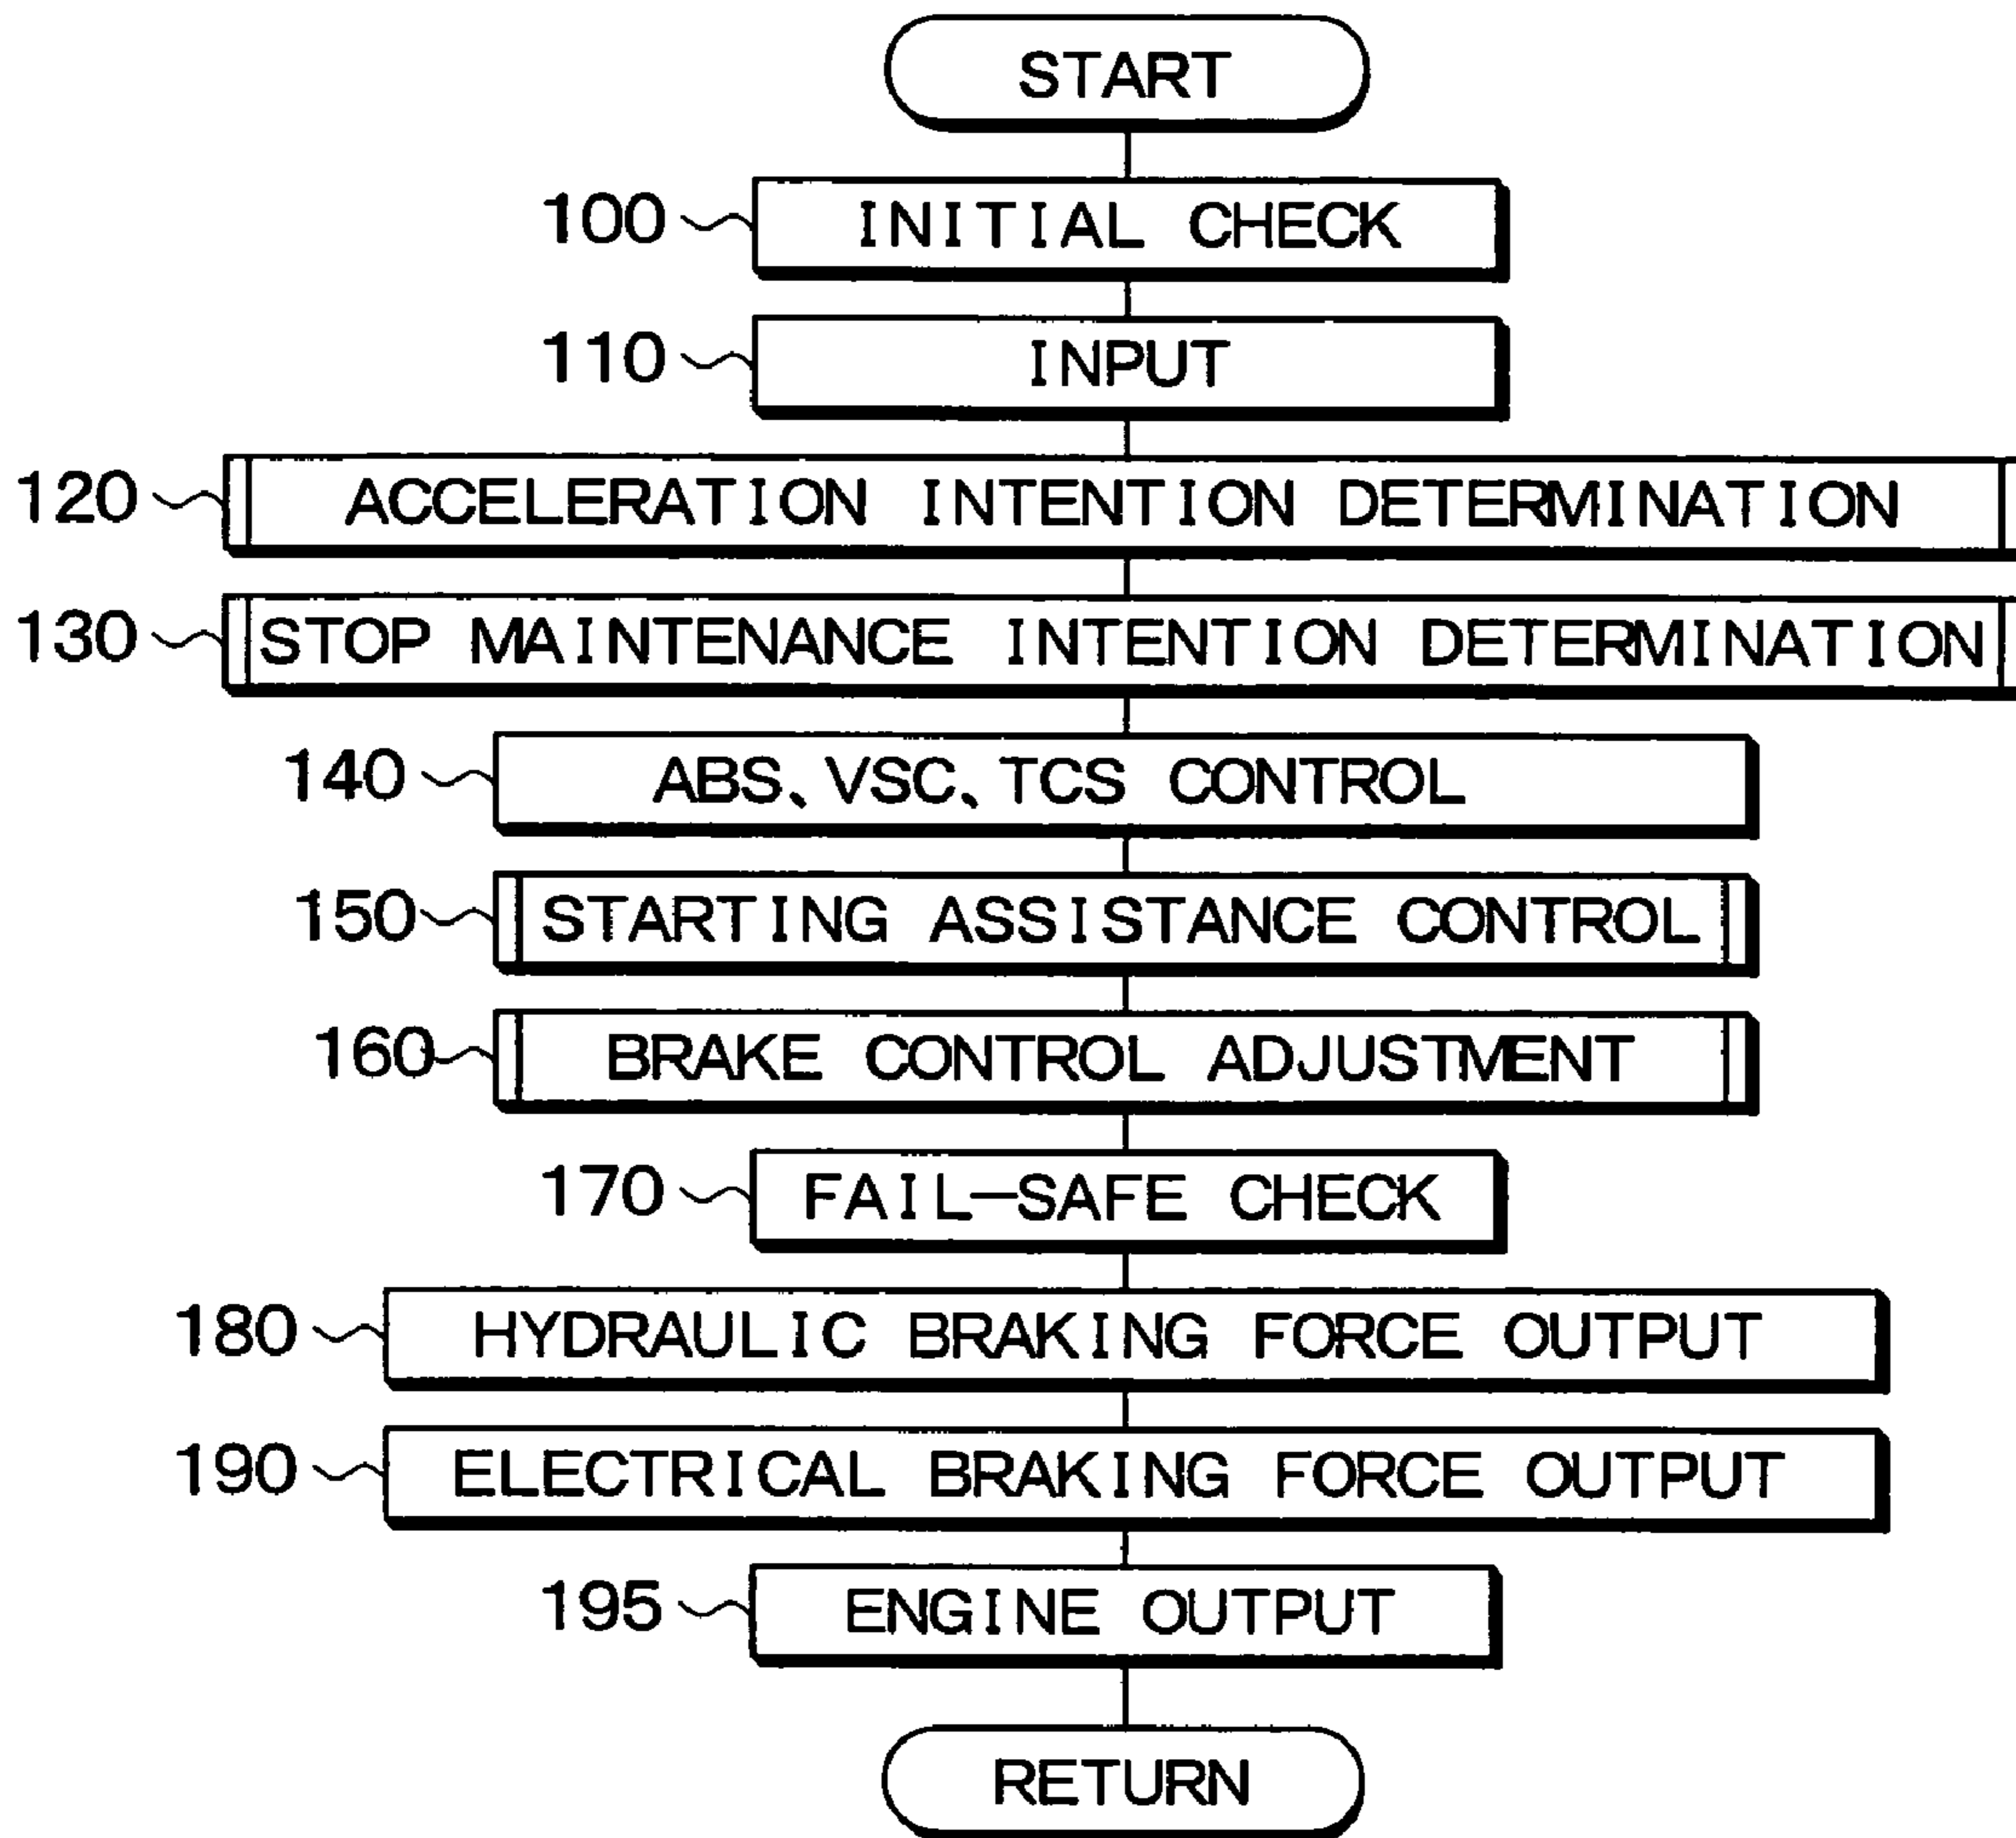 START
100 INITIAL CHECK
110 INPUT
120 ACCELERATION INTENTION DETERMINATION
130 STOP MAINTENANCE INTENTION DETERMINATION
140 ABS、VSC、TCS CONTROL
150 STARTING ASSISTANCE CONTROL
160 BRAKE CONTROL ADJUSTMENT
170 FAIL-SAFE CHECK
180 HYDRAULIC BRAKING FORCE OUTPUT
190 ELECTRICAL BRAKING FORCE OUTPUT
195 ENGINE OUTPUT
RETURN